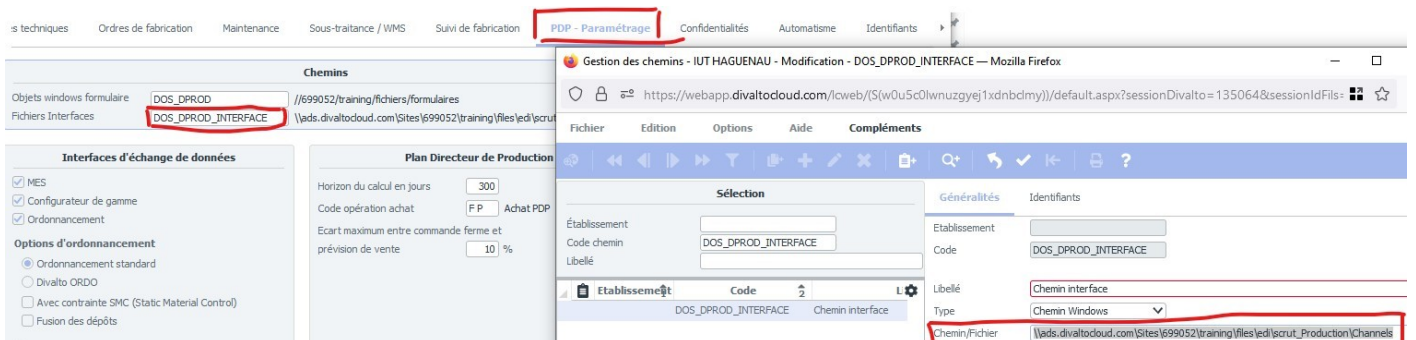 s techniques Ordres de fabrication Maintenance Sous-traitance / WMS Suivi de fabrication PDP - Paramétrage Confidentialités Automatisme Identifiants
Chemins
Objets windows formulaire DOS_DPROD //699052/training/fichiers/formulaires
Fichiers Interfaces DOS_DPROD_INTERFACE \\ads.divaltocloud.com\Sites\699052\training\files\edi\scrut
Interfaces d'échange de données
MES
Configurateur de gamme
Ordonnancement
Options d'ordonnancement
Ordonnancement standard
Divalto ORDO
Avec contrainte SMC (Static Material Control)
Fusion des dépôts
Plan Directeur de Production
Horizon du calcul en jours 300
Code opération achat F P Achat PDP
Ecart maximum entre commande ferme et
prévision de vente 10 %
Gestion des chemins - IUT HAGUENAU - Modification - DOS_DPROD_INTERFACE — Mozilla Firefox
https://webapp.divaltocloud.com/lcweb/(S(w0u5c0lwnuzgyej1xdnbclmy))/default.aspx?sessionDivalto=135064&sessionIdFils=
Fichier Edition Options Aide Compléments
Sélection
Établissement
Code chemin DOS_DPROD_INTERFACE
Libellé
Etablissement Code 2 L
DOS_DPROD_INTERFACE Chemin interface
Généralités Identifiants
Etablissement
Code DOS_DPROD_INTERFACE
Libellé Chemin interface
Type Chemin Windows
Chemin/Fichier \\ads.divaltocloud.com\Sites\699052\training\files\edi\scrut_Production\Channels